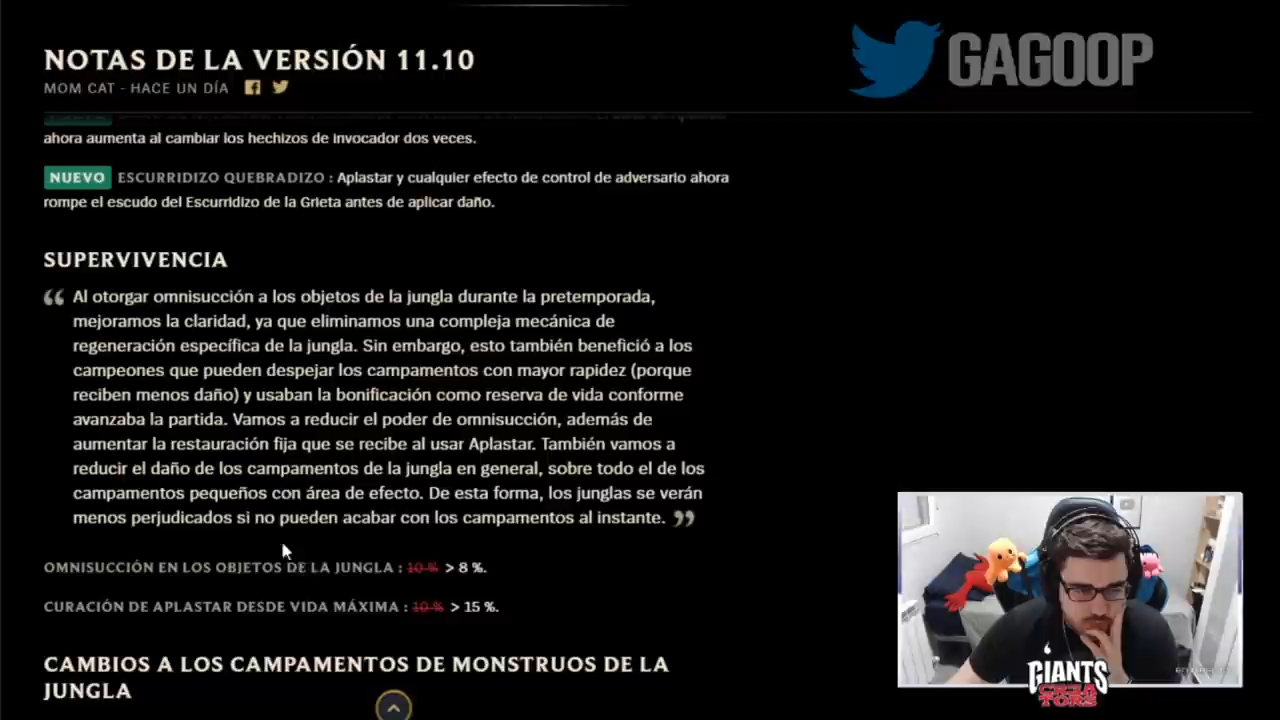 NOTAS DE LA VERSIÓN 11.10
MOM CAT - HACE UN DÍA
GAGOOP
ahora aumenta al cambiar los hechizos de invocador dos veces.
NUEVO ESCURRIDIZO QUEBRADIZO : Aplastar y cualquier efecto de control de adversario ahora
rompe el escudo del Escurridizo de la Grieta antes de aplicar daño.
SUPERVIVENCIA
“ Al otorgar omnisucción a los objetos de la jungla durante la pretemporada,
mejoramos la claridad, ya que eliminamos una compleja mecánica de
regeneración específica de la jungla. Sin embargo, esto también benefició a los
campeones que pueden despejar los campamentos con mayor rapidez (porque
reciben menos daño) y usaban la bonificación como reserva de vida conforme
avanzaba la partida. Vamos a reducir el poder de omnisucción, además de
aumentar la restauración fija que se recibe al usar Aplastar. También vamos a
reducir el daño de los campamentos de la jungla en general, sobre todo el de los
campamentos pequeños con área de efecto. De esta forma, los junglas se verán
menos perjudicados si no pueden acabar con los campamentos al instante. ”
OMNISUCCIÓN EN LOS OBJETOS DE LA JUNGLA : 10 % > 8 %.
CURACIÓN DE APLASTAR DESDE VIDA MÁXIMA : 10 % > 15 %.
CAMBIOS A LOS CAMPAMENTOS DE MONSTRUOS DE LA
JUNGLA
GIANTS
CREA
TORS